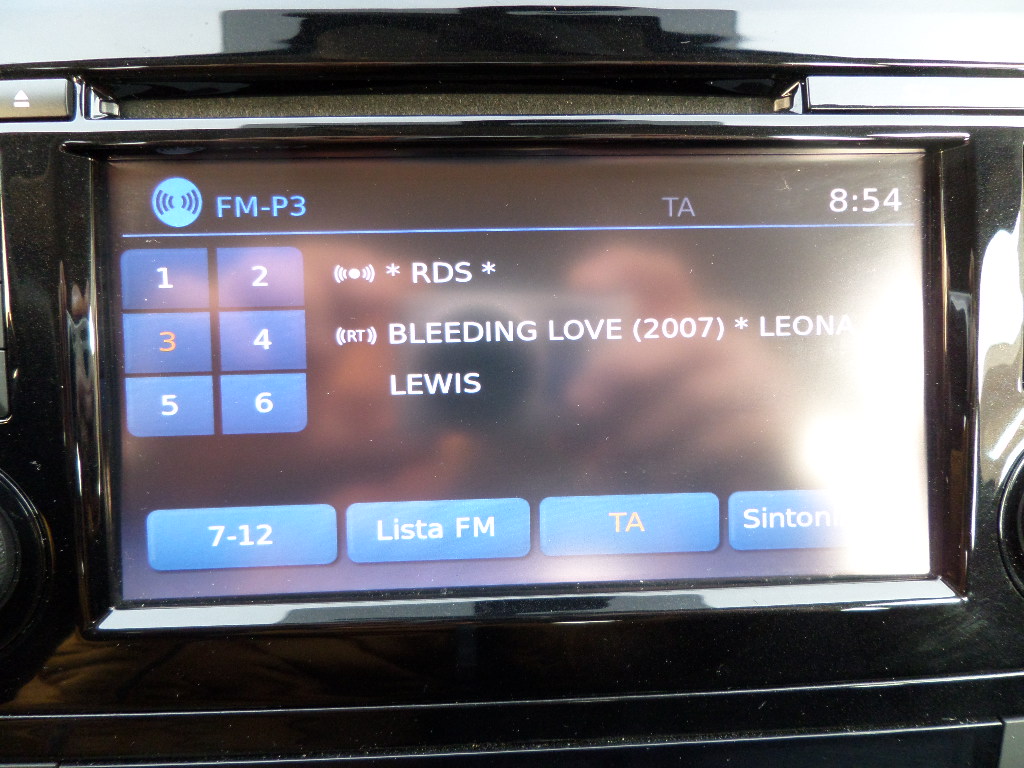 FM-P3 TA 8:54
1 2
3 4
5 6
* RDS *
(RT) BLEEDING LOVE (2007) * LEONA
LEWIS
7-12 Lista FM TA